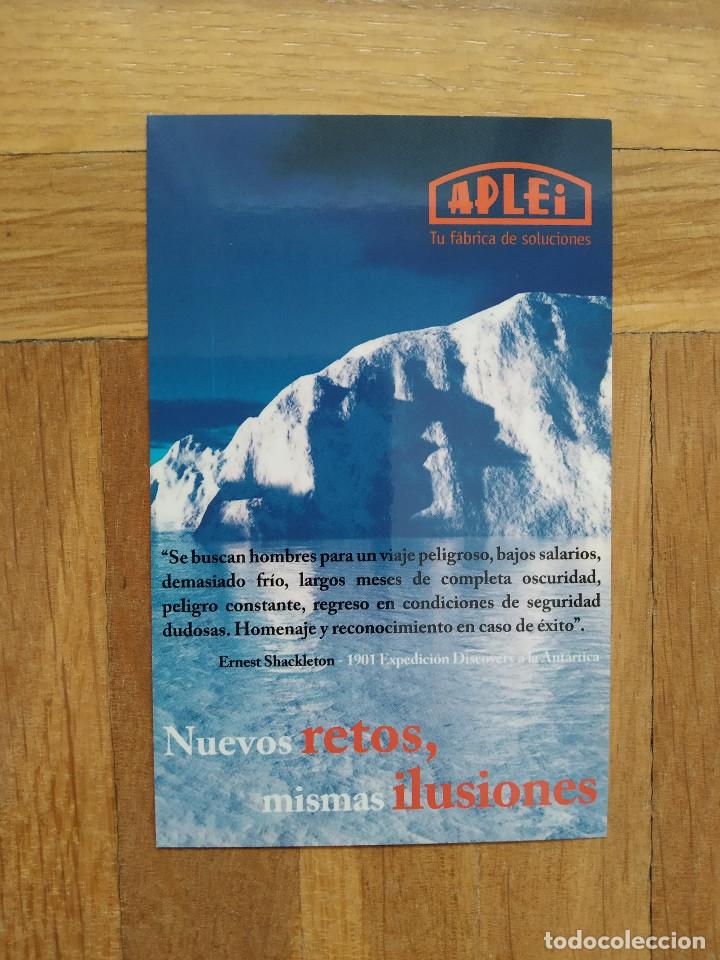 APLEi
Tu fábrica de soluciones
“Se buscan hombres para un viaje peligroso, bajos salarios,
demasiado frío, largos meses de completa oscuridad,
peligro constante, regreso en condiciones de seguridad
dudosas. Homenaje y reconocimiento en caso de éxito”.
Ernest Shackleton - 1901 Expedición Discovery a la Antártica
Nuevos retos,
mismas ilusiones
todocoleccion